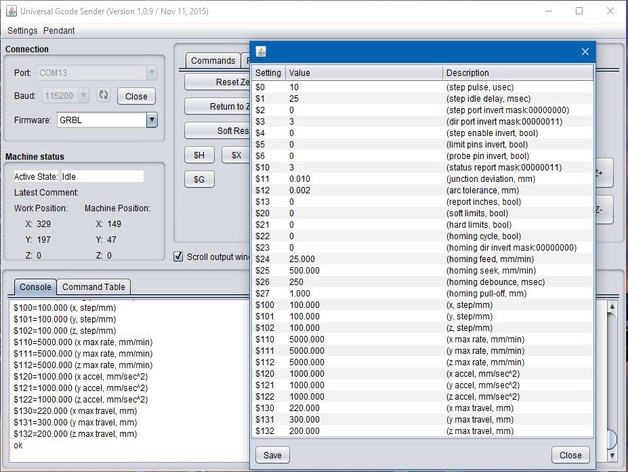 Universal Gcode Sender (Version 1.0.9 / Nov 11, 2015)
Settings Pendant
Connection
Port: COM13
Baud: 115200 Close
Firmware: GRBL
Machine status
Active State: Idle
Latest Comment:
Work Position: Machine Position:
X: 329 X: 149
Y: 197 Y: 47
Z: 0 Z: 0
Commands
Reset Ze
Return to Z
Soft Res
$H $X
$G
Scroll output wind
Z+
Z-
Console Command Table
$100=100.000 (x, step/mm)
$101=100.000 (y, step/mm)
$102=100.000 (z, step/mm)
$110=5000.000 (x max rate, mm/min)
$111=5000.000 (y max rate, mm/min)
$112=5000.000 (z max rate, mm/min)
$120=1000.000 (x accel, mm/sec^2)
$121=1000.000 (y accel, mm/sec^2)
$122=1000.000 (z accel, mm/sec^2)
$130=220.000 (x max travel, mm)
$131=300.000 (y max travel, mm)
$132=200.000 (z max travel, mm)
ok
Setting Value Description
$0 10 (step pulse, usec)
$1 25 (step idle delay, msec)
$2 0 (step port invert mask:00000000)
$3 3 (dir port invert mask:00000011)
$4 0 (step enable invert, bool)
$5 0 (limit pins invert, bool)
$6 0 (probe pin invert, bool)
$10 3 (status report mask:00000011)
$11 0.010 (junction deviation, mm)
$12 0.002 (arc tolerance, mm)
$13 0 (report inches, bool)
$20 0 (soft limits, bool)
$21 0 (hard limits, bool)
$22 0 (homing cycle, bool)
$23 0 (homing dir invert mask:00000000)
$24 25.000 (homing feed, mm/min)
$25 500.000 (homing seek, mm/min)
$26 250 (homing debounce, msec)
$27 1.000 (homing pull-off, mm)
$100 100.000 (x, step/mm)
$101 100.000 (y, step/mm)
$102 100.000 (z, step/mm)
$110 5000.000 (x max rate, mm/min)
$111 5000.000 (y max rate, mm/min)
$112 5000.000 (z max rate, mm/min)
$120 1000.000 (x accel, mm/sec^2)
$121 1000.000 (y accel, mm/sec^2)
$122 1000.000 (z accel, mm/sec^2)
$130 220.000 (x max travel, mm)
$131 300.000 (y max travel, mm)
$132 200.000 (z max travel, mm)
Save Close